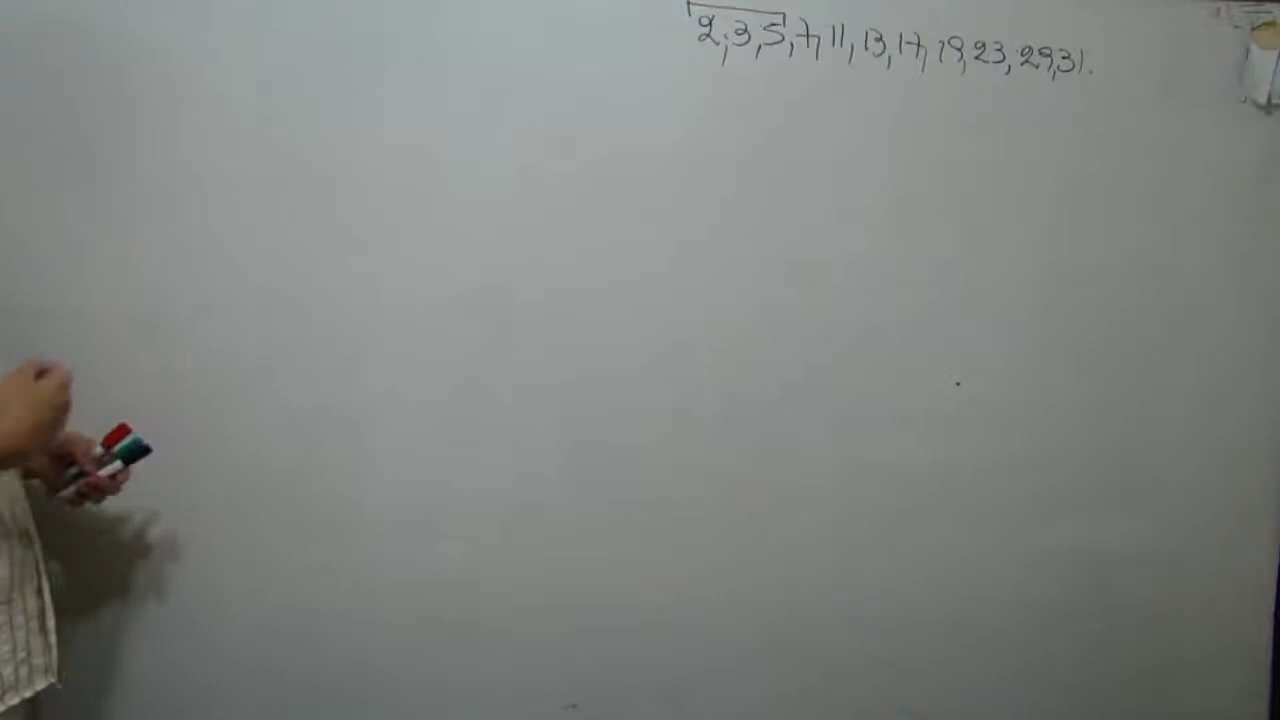 2, 3, 5, 7, 11, 13, 17, 19, 23, 29, 31.